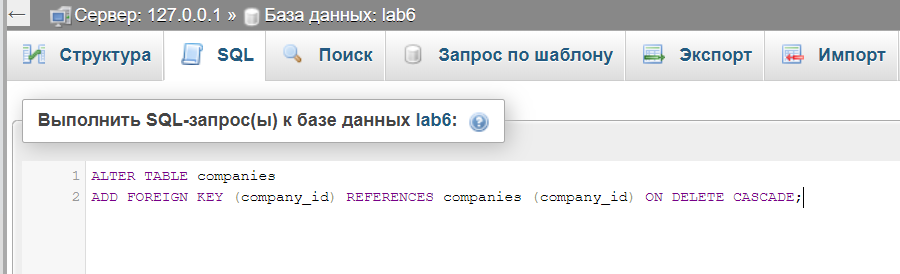 ← Сервер: 127.0.0.1 » База данных: lab6
Структура SQL Поиск Запрос по шаблону Экспорт Импорт
Выполнить SQL-запрос(ы) к базе данных lab6:
1 ALTER TABLE companies
2 ADD FOREIGN KEY (company_id) REFERENCES companies (company_id) ON DELETE CASCADE;